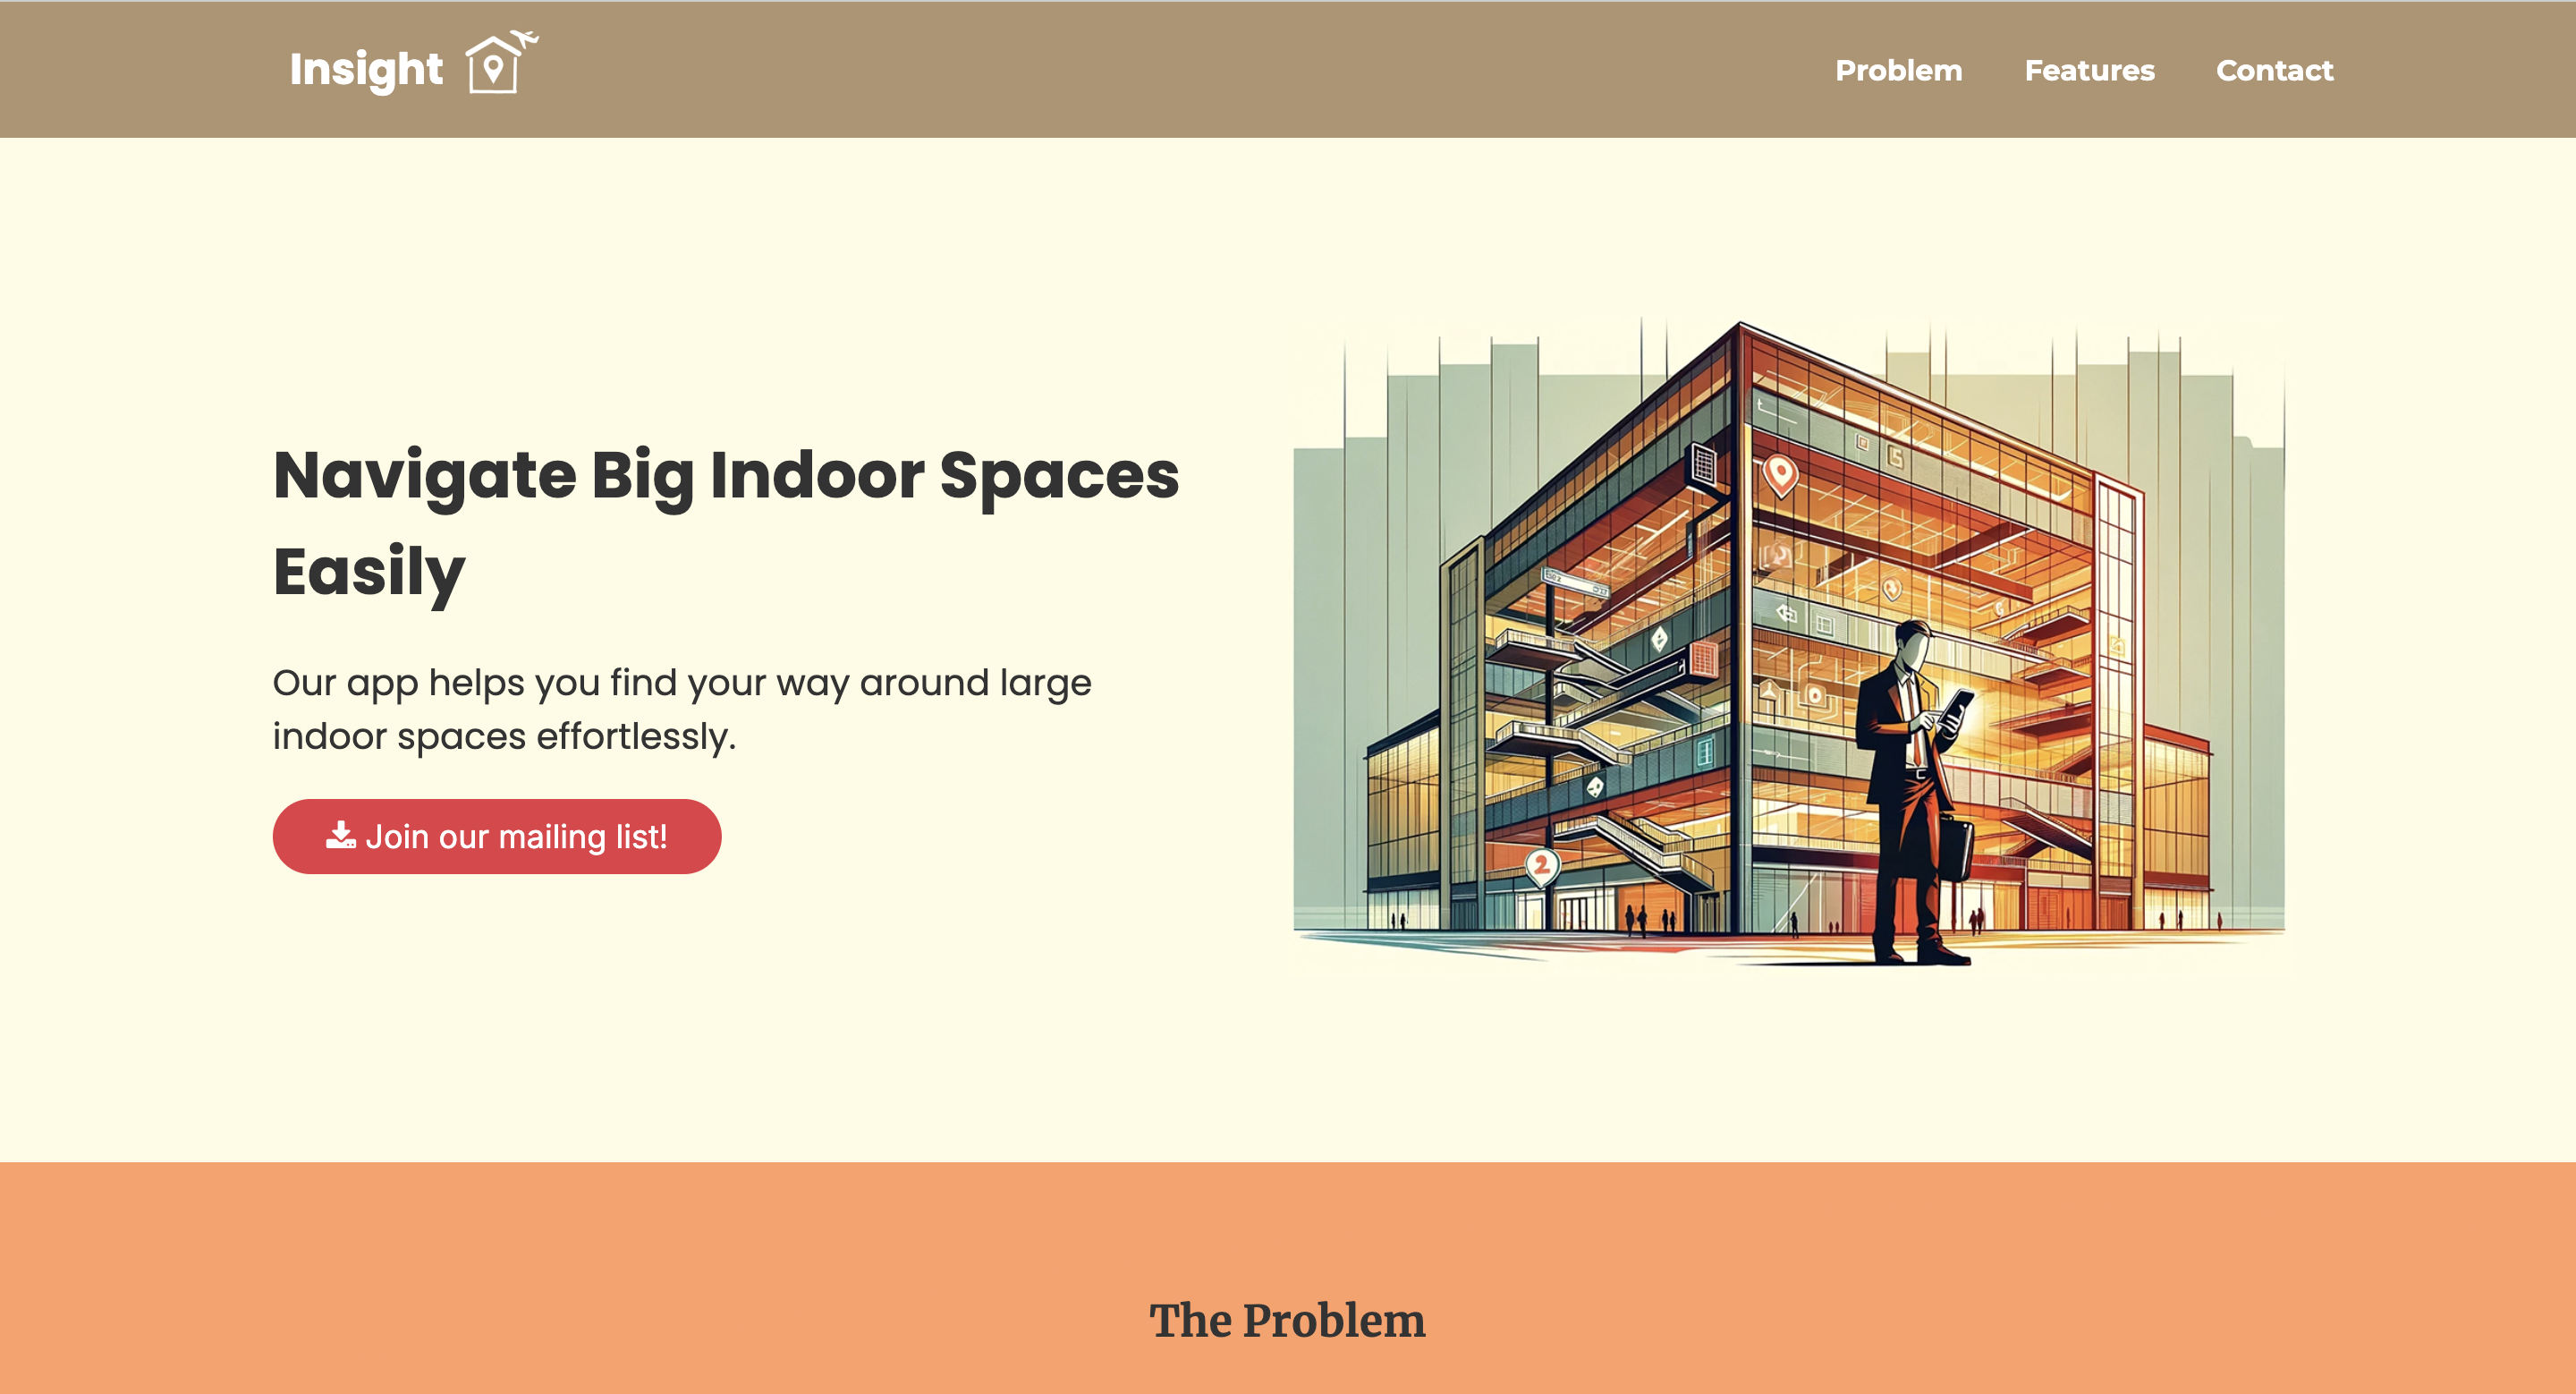 Insight
Problem
Features
Contact
Navigate Big Indoor Spaces
Easily
Our app helps you find your way around large
indoor spaces effortlessly.
Join our mailing list!
2
The Problem